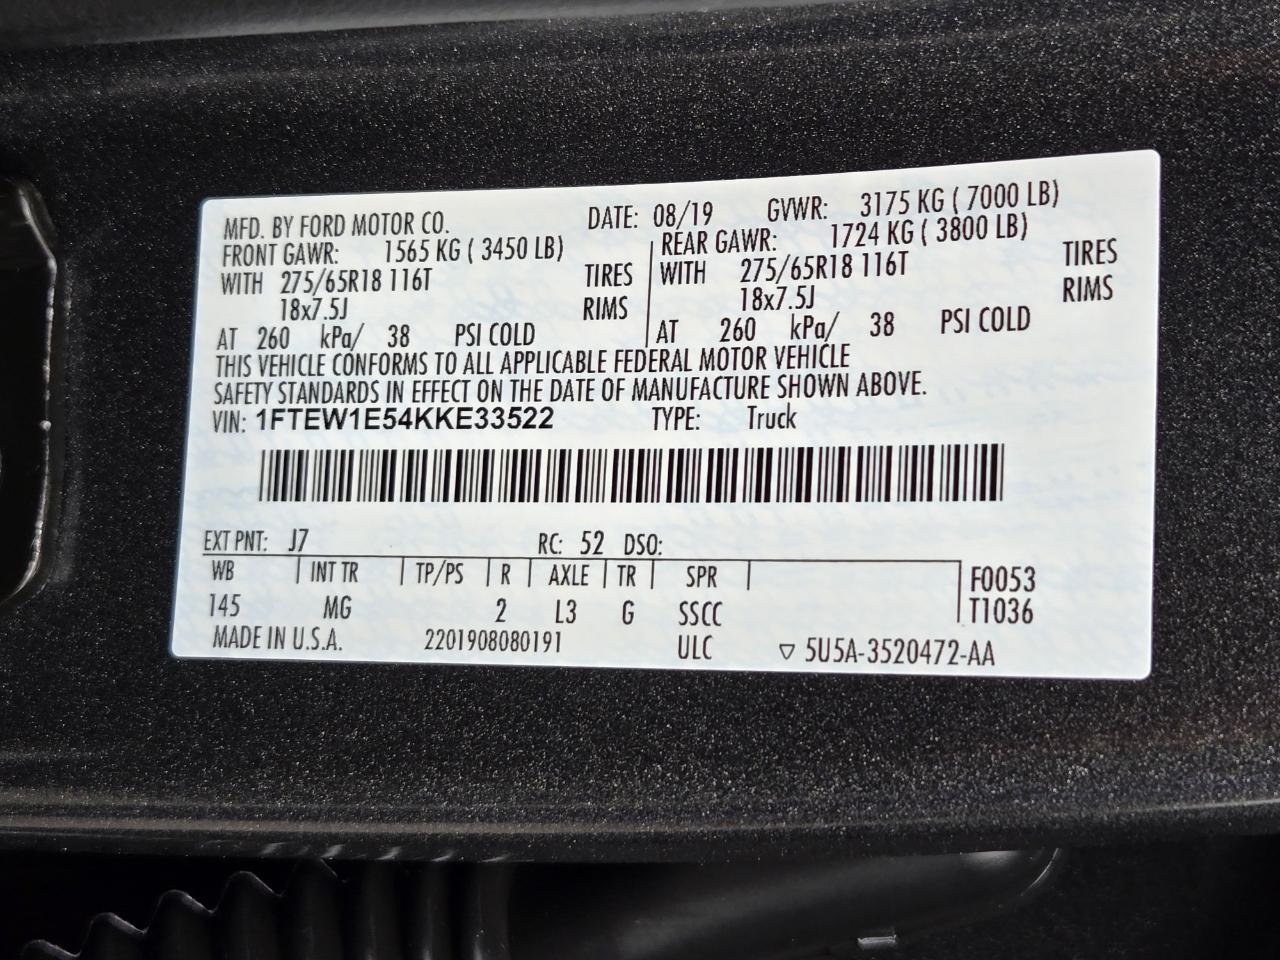 MFD. BY FORD MOTOR CO. DATE: 08/19 GVWR: 3175 KG ( 7000 LB)
FRONT GAWR: 1565 KG ( 3450 LB) REAR GAWR: 1724 KG ( 3800 LB)
WITH 275/65R18 116T TIRES WITH 275/65R18 116T TIRES
18x7.5J RIMS 18x7.5J RIMS
AT 260 kPa/ 38 PSI COLD AT 260 kPa/ 38 PSI COLD
THIS VEHICLE CONFORMS TO ALL APPLICABLE FEDERAL MOTOR VEHICLE
SAFETY STANDARDS IN EFFECT ON THE DATE OF MANUFACTURE SHOWN ABOVE.
VIN: 1FTEW1E54KKE33522 TYPE: Truck
EXT PNT: J7 RC: 52 DSO:
WB INT TR TP/PS R AXLE TR SPR F0053
145 MG 2 L3 G SSCC T1036
MADE IN U.S.A. 2201908080191 ULC ▽ 5U5A-3520472-AA